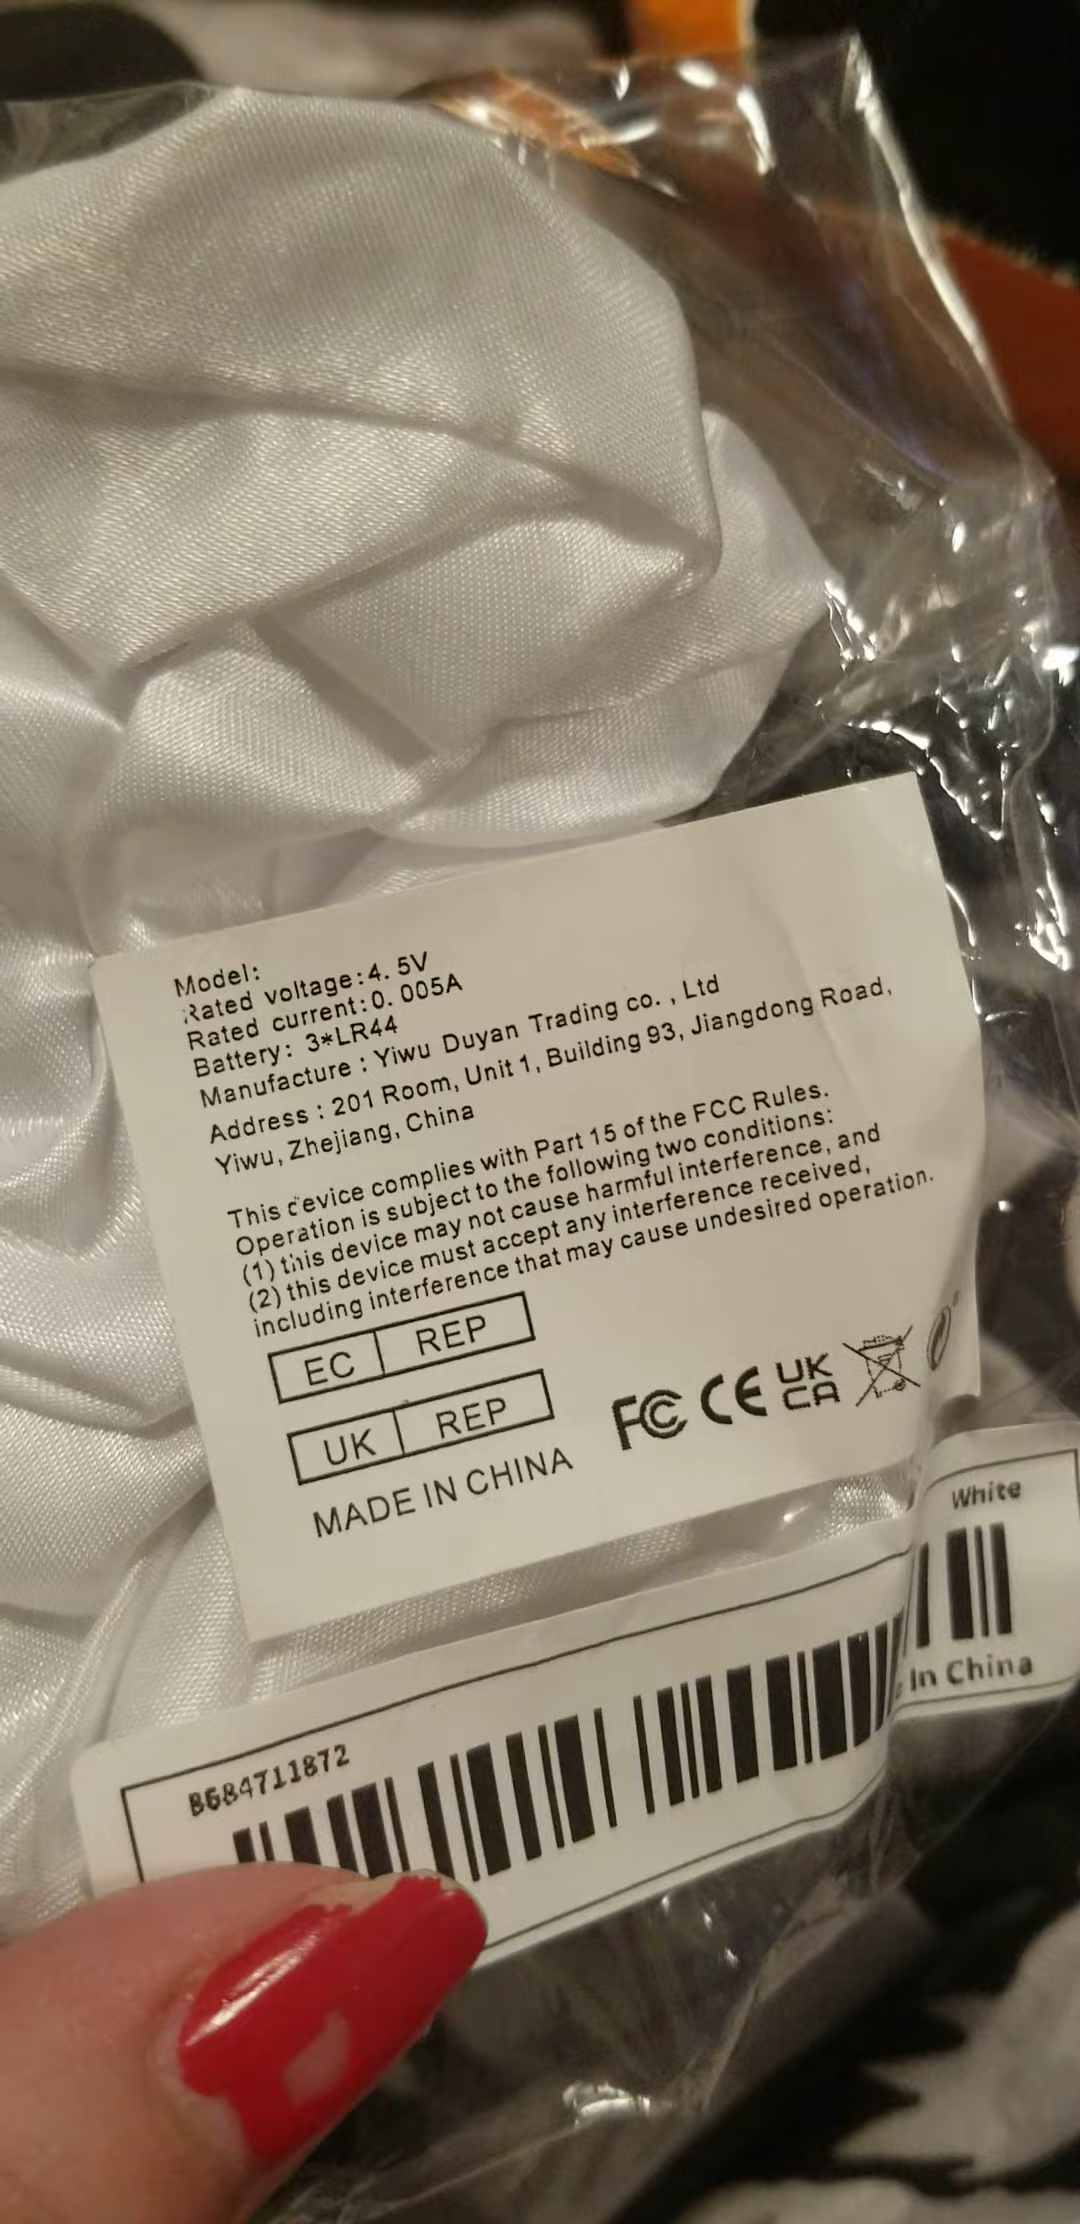 Model:
Rated voltage:4.5V
Rated current:0.005A
Battery: 3*LR44
Manufacture : Yiwu Duyan Trading co. , Ltd
Address : 201 Room, Unit 1, Building 93, Jiangdong Road,
Yiwu, Zhejiang, China
This device complies with Part 15 of the FCC Rules.
Operation is subject to the following two conditions:
(1) this device may not cause harmful interference, and
(2) this device must accept any interference received,
including interference that may cause undesired operation.
EC REP
UK REP
FC CE UK CA
MADE IN CHINA
White
In China
B684711872